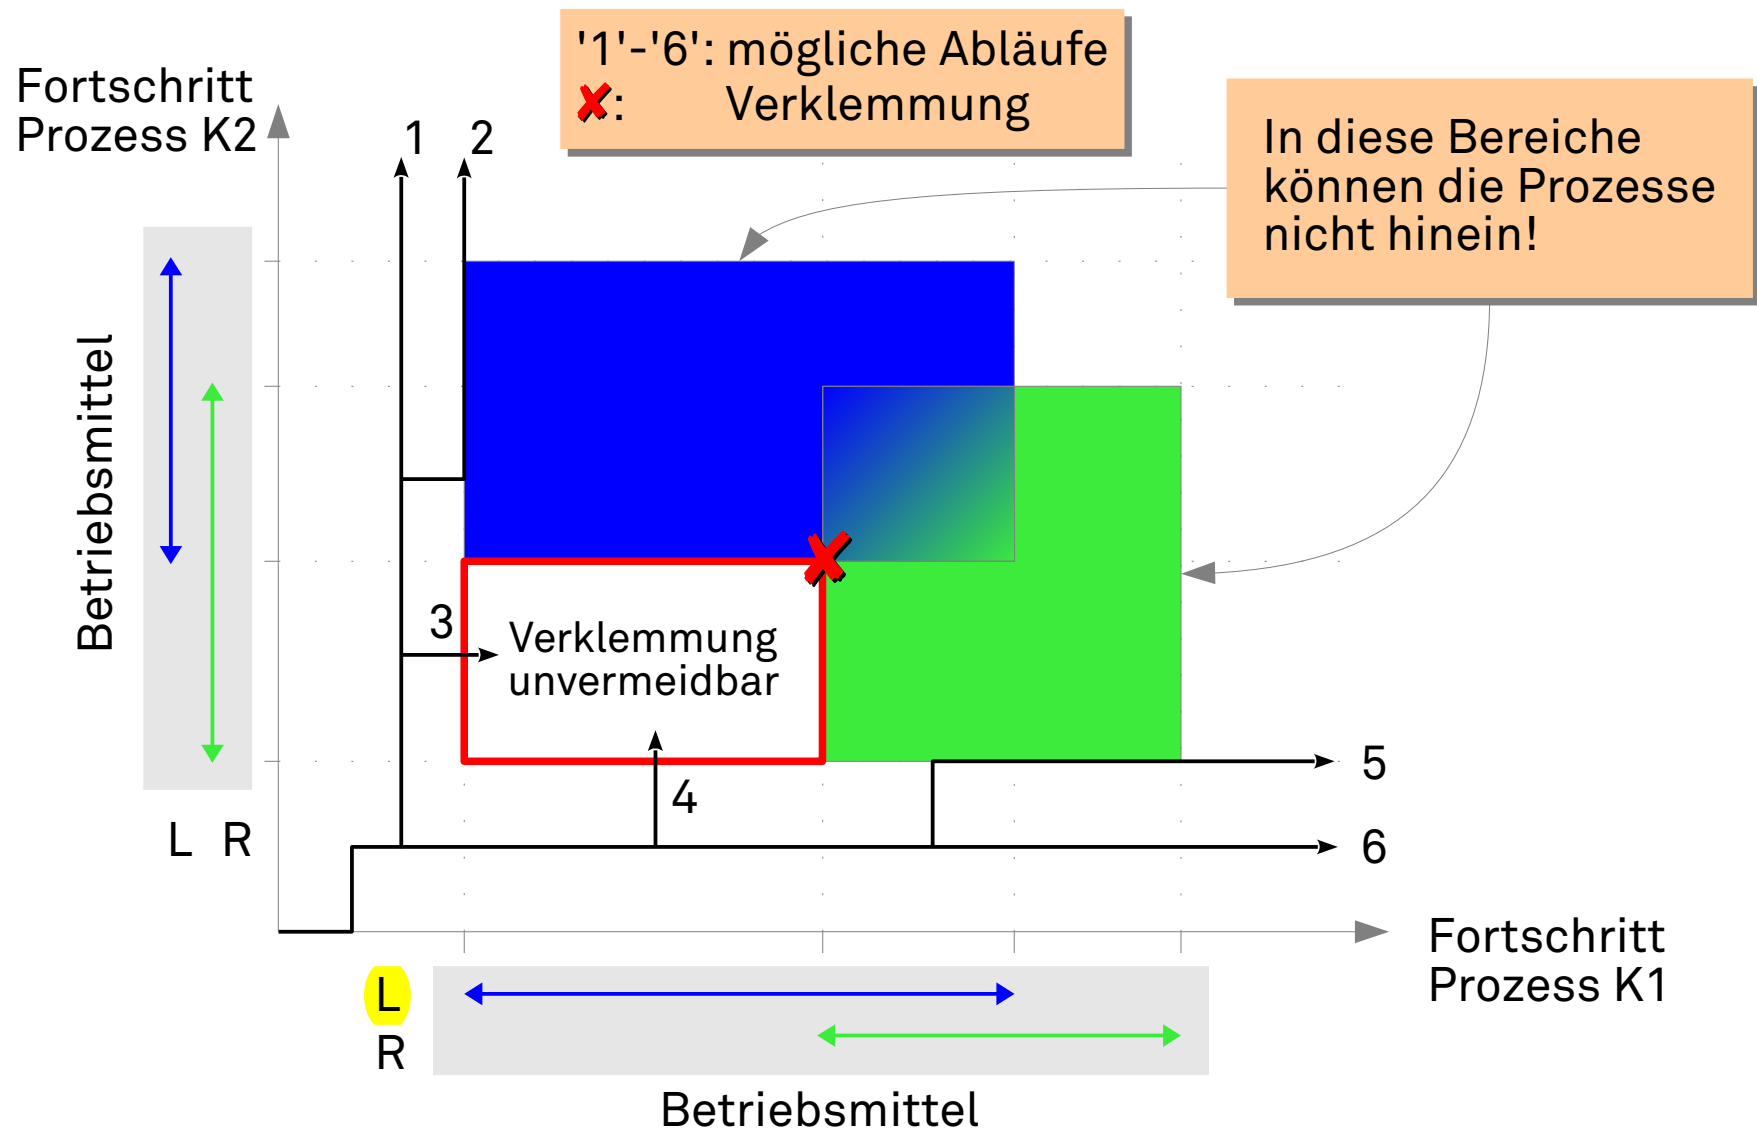 '1'-'6': mögliche Abläufe
✘: Verklemmung
Fortschritt
Prozess K2
1 2
In diese Bereiche
können die Prozesse
nicht hinein!
Betriebsmittel
3
Verklemmung
unvermeidbar
4
5
6
L R
Fortschritt
Prozess K1
L
R
Betriebsmittel